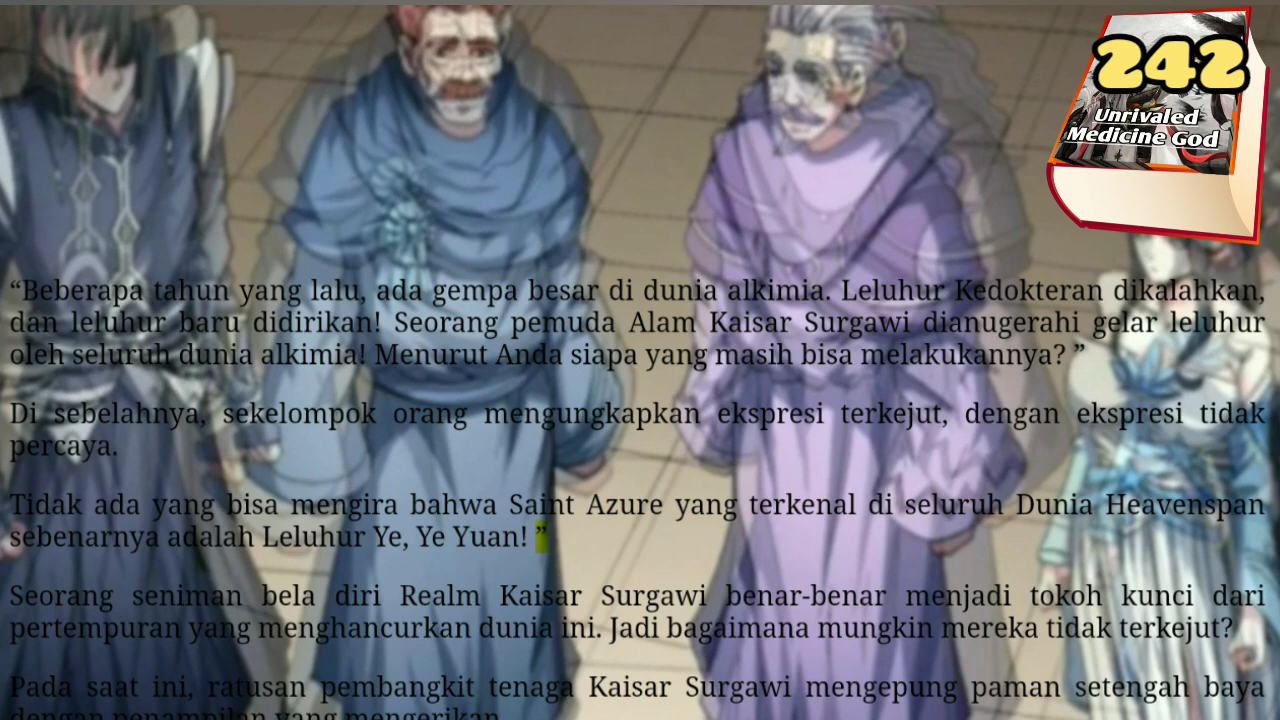 242
Unrivaled
Medicine God
“Beberapa tahun yang lalu, ada gempa besar di dunia alkimia. Leluhur Kedokteran dikalahkan,
dan leluhur baru didirikan! Seorang pemuda Alam Kaisar Surgawi dianugerahi gelar leluhur
oleh seluruh dunia alkimia! Menurut Anda siapa yang masih bisa melakukannya? ”
Di sebelahnya, sekelompok orang mengungkapkan ekspresi terkejut, dengan ekspresi tidak
percaya.
Tidak ada yang bisa mengira bahwa Saint Azure yang terkenal di seluruh Dunia Heavenspan
sebenarnya adalah Leluhur Ye, Ye Yuan! ”
Seorang seniman bela diri Realm Kaisar Surgawi benar-benar menjadi tokoh kunci dari
pertempuran yang menghancurkan dunia ini. Jadi bagaimana mungkin mereka tidak terkejut?
Pada saat ini, ratusan pembangkit tenaga Kaisar Surgawi mengepung paman setengah baya
dengan penampilan yang mengerikan